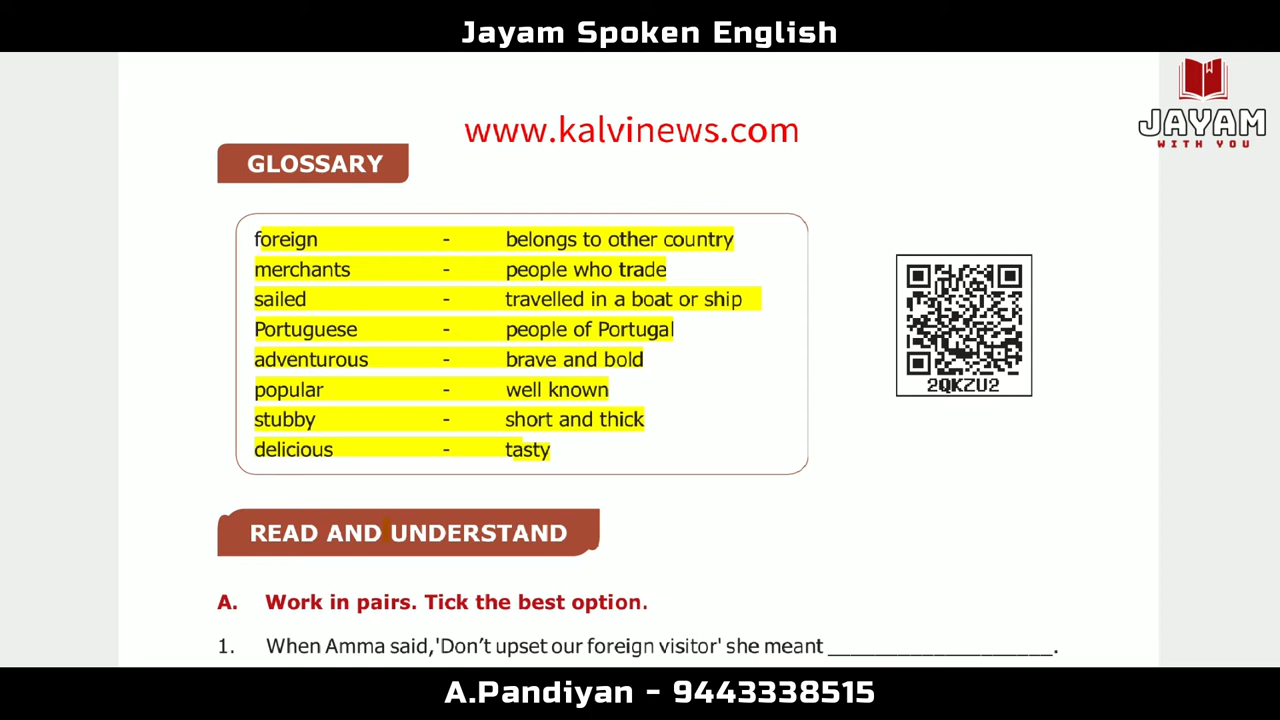 Jayam Spoken English
JAYAM
WITH YOU
www.kalvinews.com
GLOSSARY
foreign - belongs to other country
merchants - people who trade
sailed - travelled in a boat or ship
Portuguese - people of Portugal
adventurous - brave and bold
popular - well known
stubby - short and thick
delicious - tasty
2QKZU2
READ AND UNDERSTAND
A. Work in pairs. Tick the best option.
1. When Amma said,'Don’t upset our foreign visitor' she meant ____________________.
A.Pandiyan - 9443338515